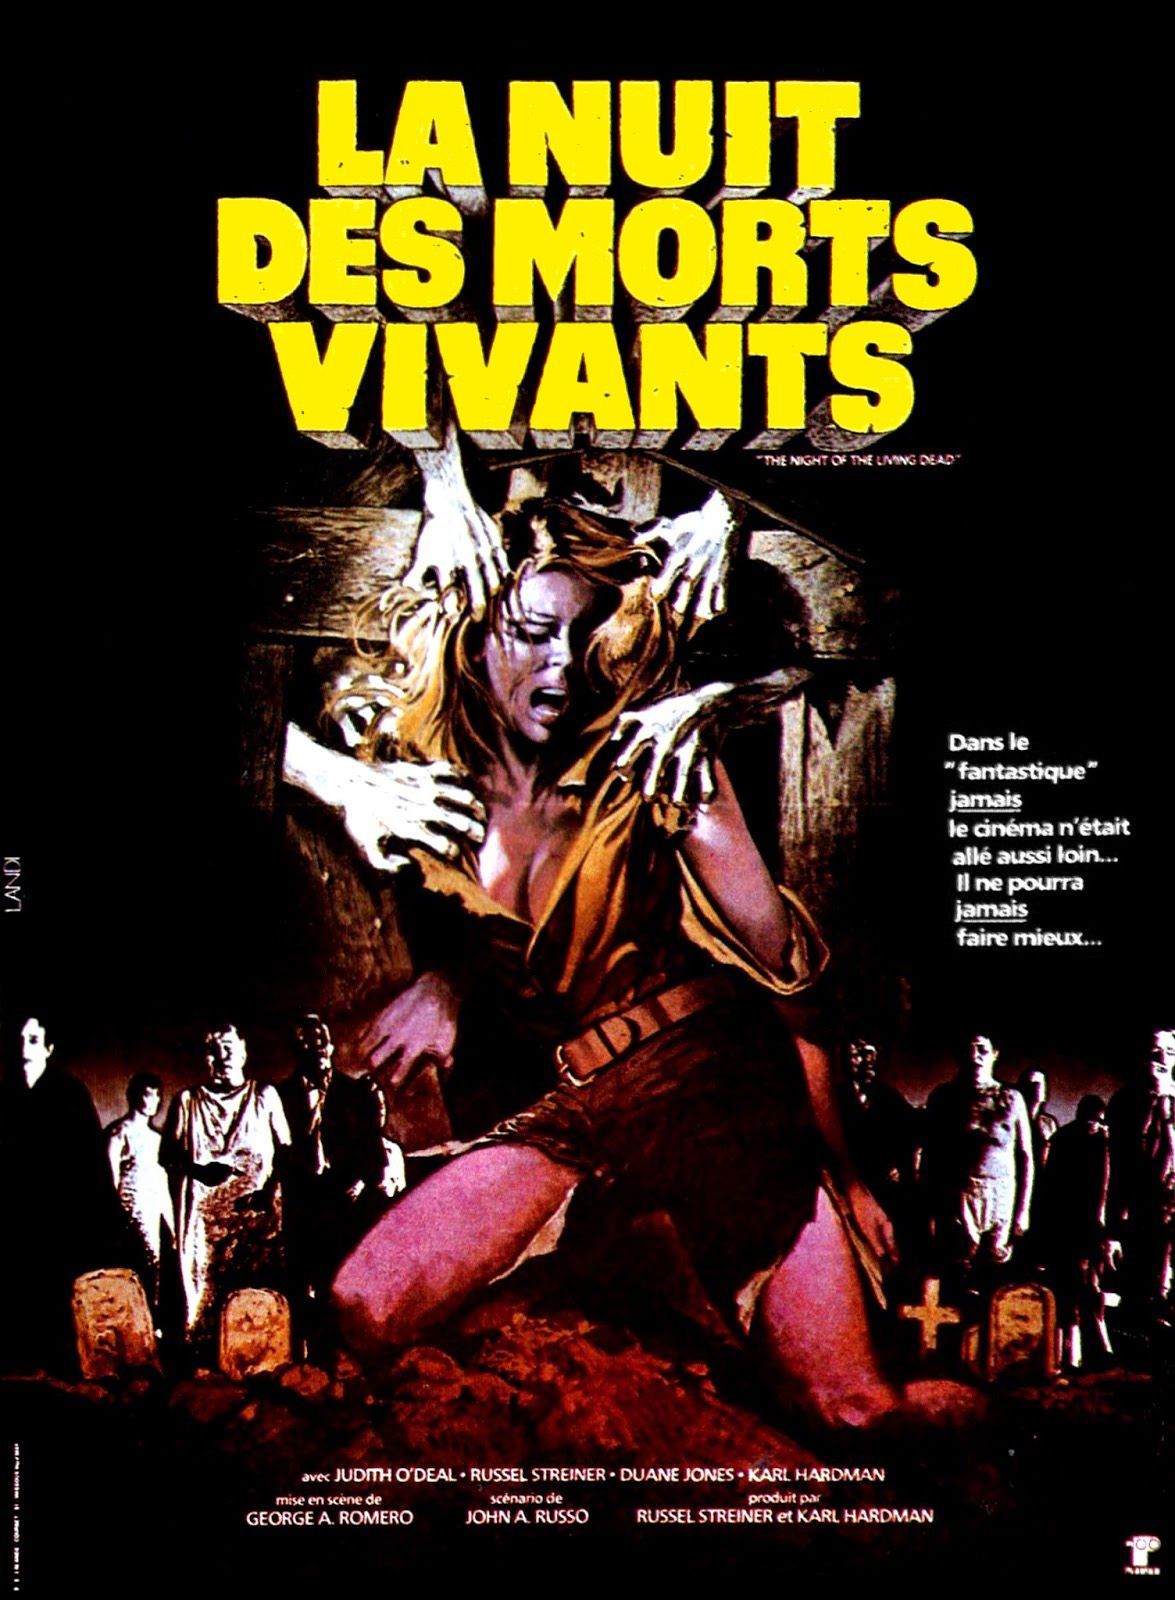 LA NUIT
DES MORTS
VIVANTS
"THE NIGHT OF THE LIVING DEAD"
Dans le
"fantastique"
jamais
le cinéma n'était
allé aussi loin...
Il ne pourra
jamais
faire mieux...
LANDI
avec JUDITH O'DEAL • RUSSEL STREINER • DUANE JONES • KARL HARDMAN
mise en scène de
GEORGE A. ROMERO
scénario de
JOHN A. RUSSO
produit par
RUSSEL STREINER et KARL HARDMAN